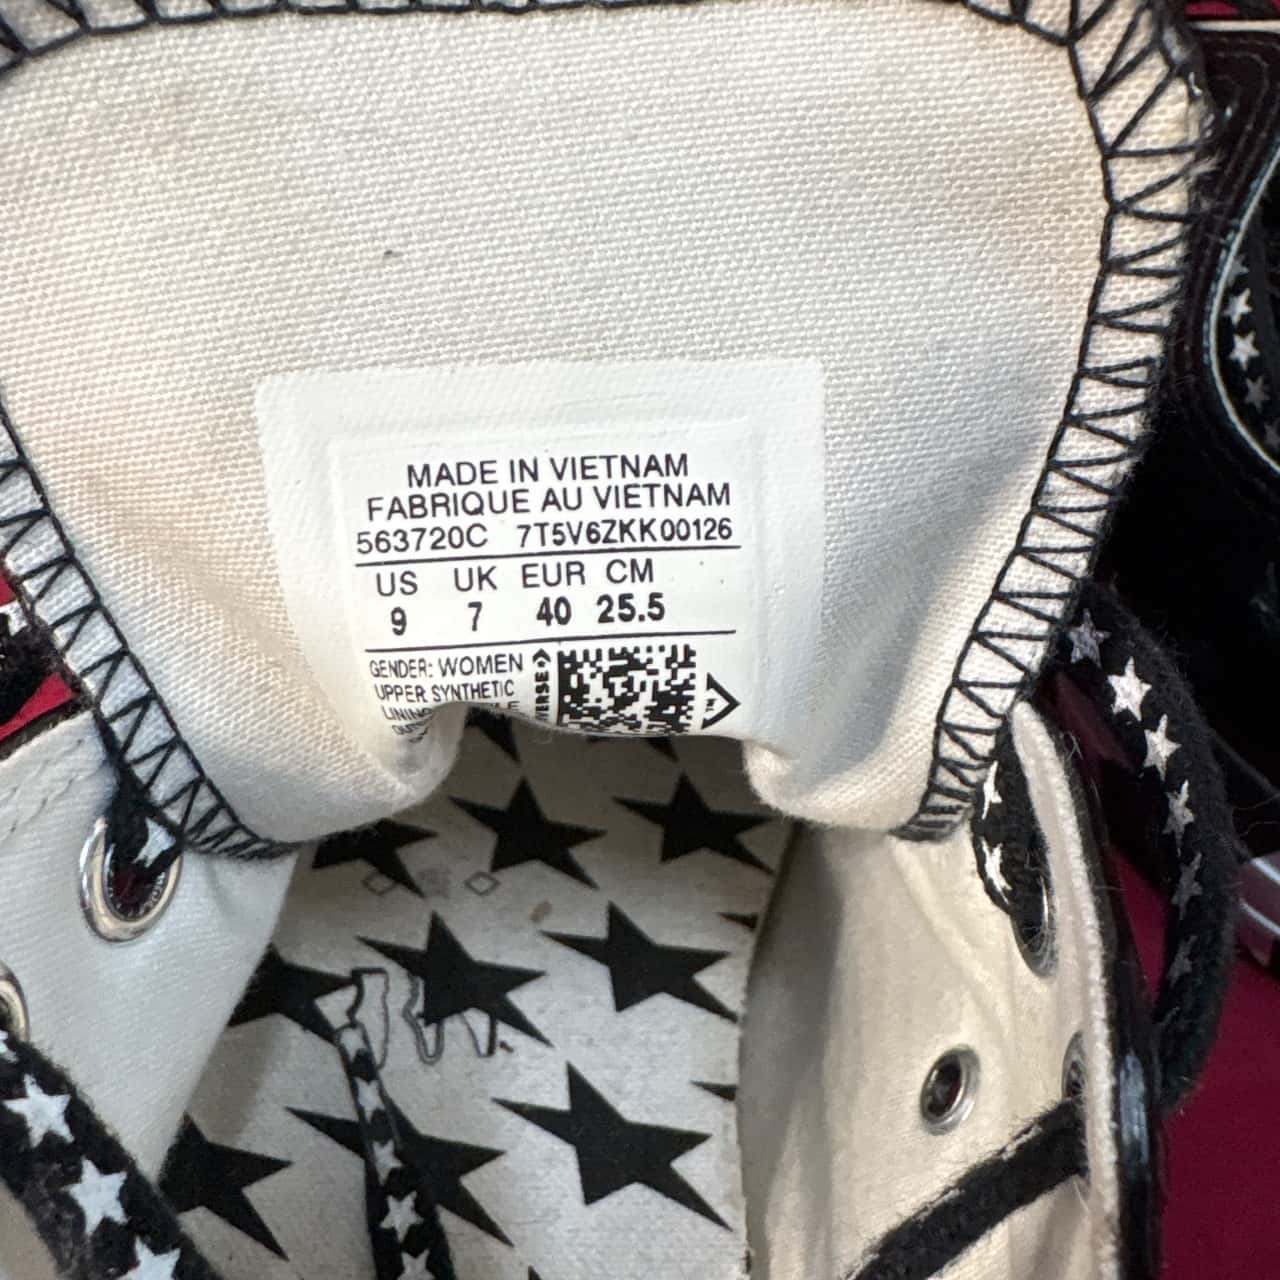 MADE IN VIETNAM
FABRIQUE AU VIETNAM
563720C 7T5V6ZKK00126
US UK EUR CM
9 7 40 25.5
GENDER: WOMEN
UPPER SYNTHETIC